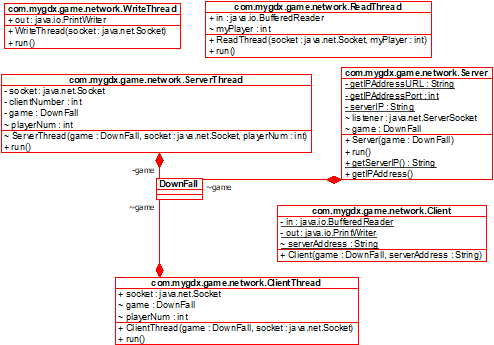 com.mygdx.game.network.WriteThread
+ out : java.io.PrintWriter
+ WriteThread(socket : java.net.Socket)
+ run()
com.mygdx.game.network.ReadThread
+ in : java.io.BufferedReader
~ myPlayer : int
+ ReadThread(socket : java.net.Socket, myPlayer : int)
+ run()
com.mygdx.game.network.ServerThread
- socket : java.net.Socket
- clientNumber : int
- game : DownFall
~ playerNum : int
~ ServerThread(game : DownFall, socket : java.net.Socket, playerNum : int)
+ run()
com.mygdx.game.network.Server
- getIPAddressURL : String
- getIPAddressPort : int
- serverIP : String
~ listener : java.net.ServerSocket
~ game : DownFall
+ Server(game : DownFall)
+ run()
+ getServerIP() : String
+ getIPAddress()
-game
DownFall
~game
~game
com.mygdx.game.network.Client
- in : java.io.BufferedReader
- out : java.io.PrintWriter
~ serverAddress : String
+ Client(game : DownFall, serverAddress : String)
com.mygdx.game.network.ClientThread
+ socket : java.net.Socket
~ game : DownFall
~ playerNum : int
+ ClientThread(game : DownFall, socket : java.net.Socket)
+ run()